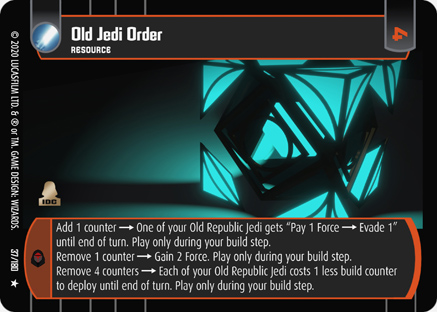 Old Jedi Order
RESOURCE
4
© 2020 LUCASFILM LTD. & ® or TM. GAME DESIGN: WIZARDS.
IDC
37/180 ★
Add 1 counter → One of your Old Republic Jedi gets "Pay 1 Force → Evade 1"
until end of turn. Play only during your build step.
Remove 1 counter → Gain 2 Force. Play only during your build step.
Remove 4 counters → Each of your Old Republic Jedi costs 1 less build counter
to deploy until end of turn. Play only during your build step.